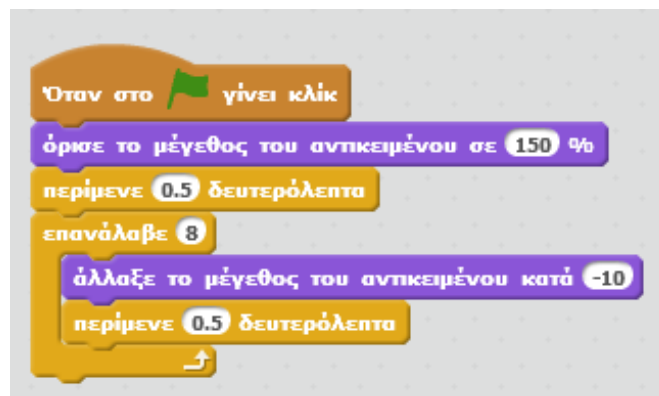 Όταν στο γίνει κλίκ
όρισε το μέγεθος του αντικειμένου σε 150 %
περίμενε 0.5 δευτερόλεπτα
επανάλαβε 8
άλλαξε το μέγεθος του αντικειμένου κατά -10
περίμενε 0.5 δευτερόλεπτα